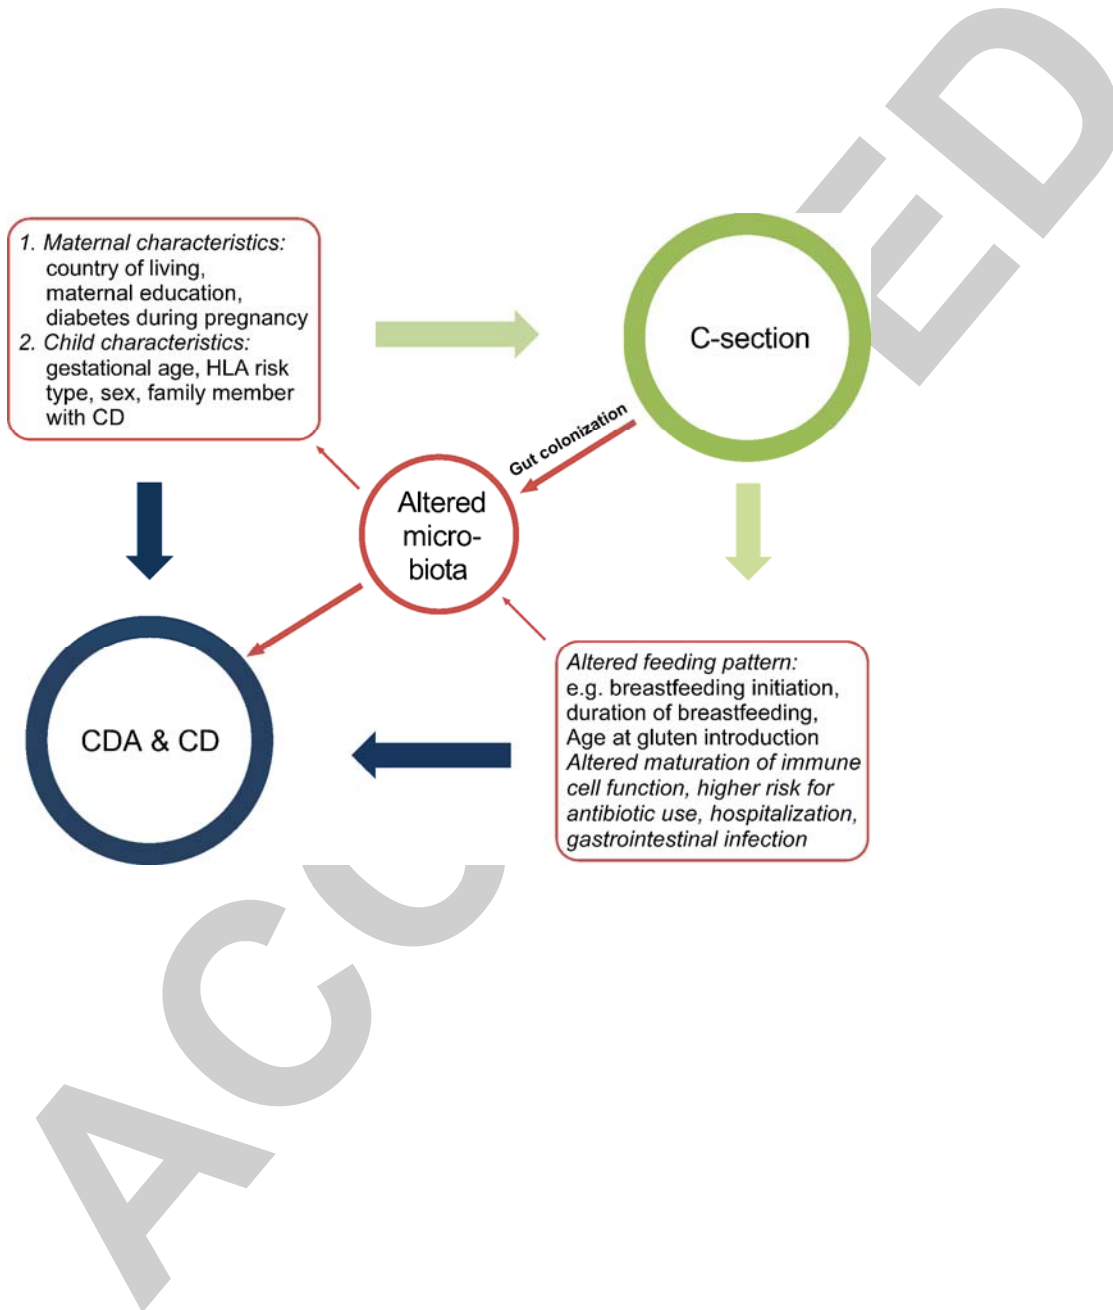 1. Maternal characteristics:
country of living,
maternal education,
diabetes during pregnancy
2. Child characteristics:
gestational age, HLA risk
type, sex, family member
with CD
C-section
Gut colonization
Altered
micro-
biota
CDA & CD
Altered feeding pattern:
e.g. breastfeeding initiation,
duration of breastfeeding,
Age at gluten introduction
Altered maturation of immune
cell function, higher risk for
antibiotic use, hospitalization,
gastrointestinal infection